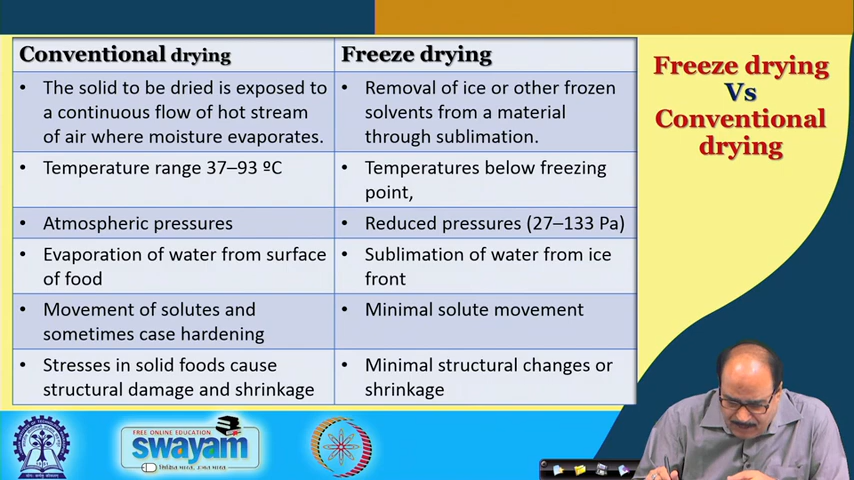 Conventional drying
Freeze drying
• The solid to be dried is exposed to
a continuous flow of hot stream
of air where moisture evaporates.
• Removal of ice or other frozen
solvents from a material
through sublimation.
• Temperature range 37–93 ºC
• Temperatures below freezing
point,
• Atmospheric pressures
• Reduced pressures (27–133 Pa)
• Evaporation of water from surface
of food
• Sublimation of water from ice
front
• Movement of solutes and
sometimes case hardening
• Minimal solute movement
• Stresses in solid foods cause
structural damage and shrinkage
• Minimal structural changes or
shrinkage
Freeze drying
Vs
Conventional
drying
FREE ONLINE EDUCATION
swayam